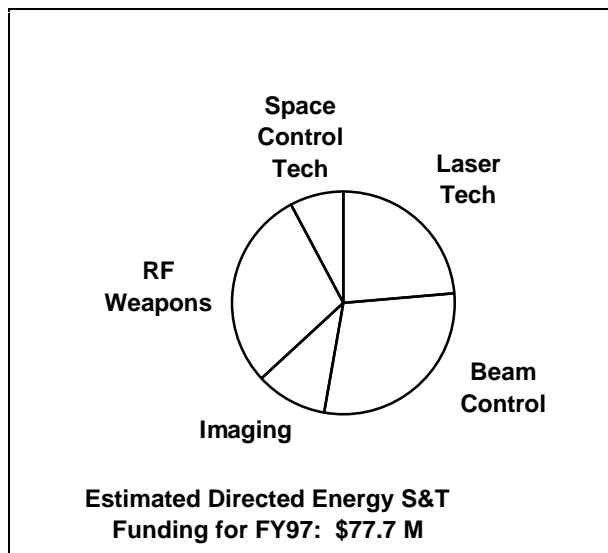 Space
Control
Tech
Laser
Tech
RF
Weapons
Beam
Control
Imaging
Estimated Directed Energy S&T
Funding for FY97:  $77.7 M